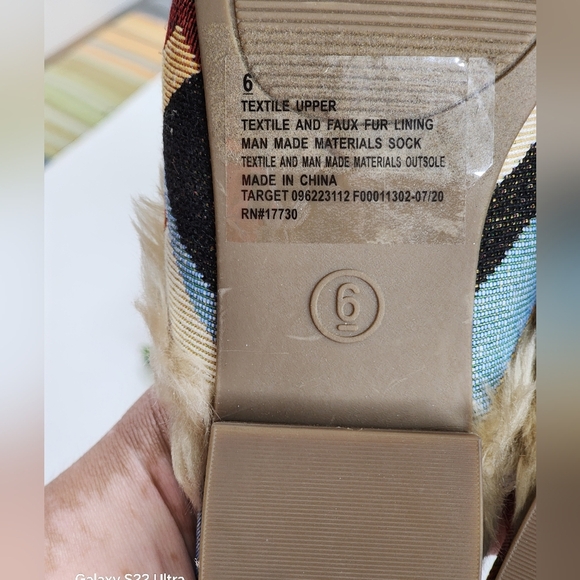 6
TEXTILE UPPER
TEXTILE AND FAUX FUR LINING
MAN MADE MATERIALS SOCK
TEXTILE AND MAN MADE MATERIALS OUTSOLE
MADE IN CHINA
TARGET 096223112 F00011302-07/20
RN#17730
6
Galaxy S22 Ultra